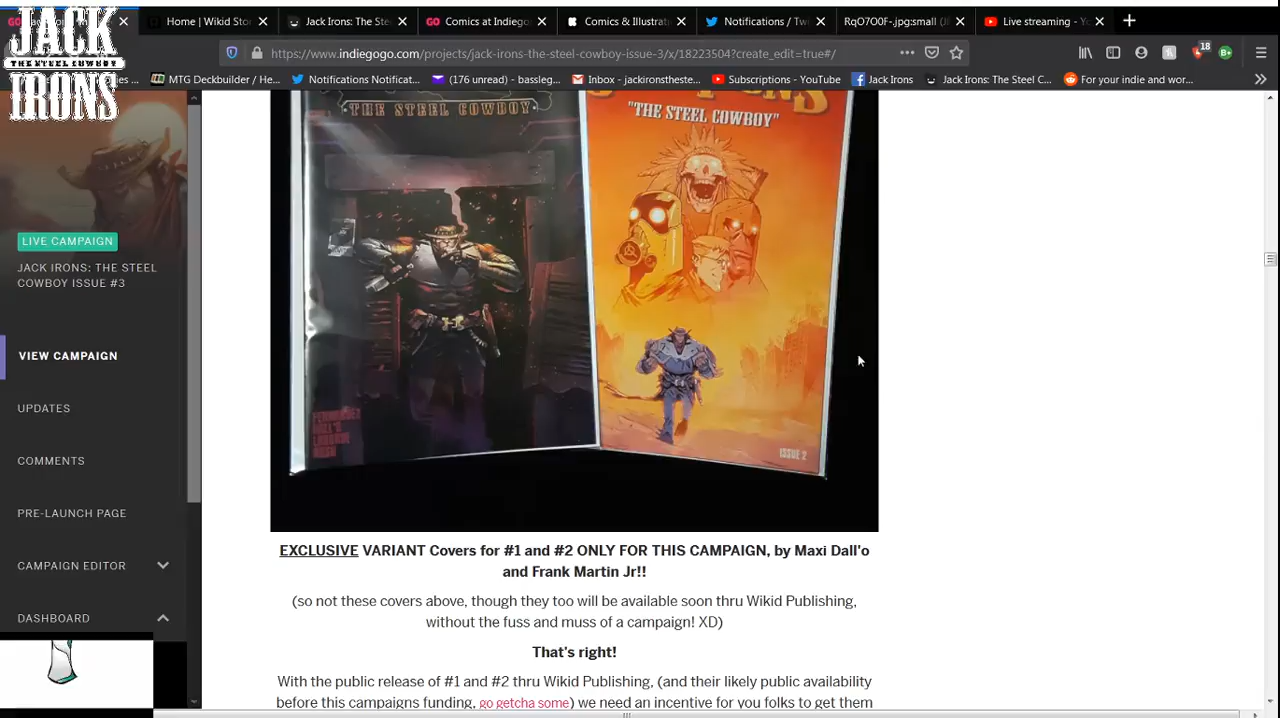 Home | Wikid Sto
Jack Irons: The Ste
Comics at Indiegog
Comics & Illustrat
Notifications / Tw
RqO7O0F-.jpg:small (
Live streaming - Yo
JACK
THE STEEL COWBOY
IRONS
https://www.indiegogo.com/projects/jack-irons-the-steel-cowboy-issue-3/x/18223504?create_edit=true#/
18
MTG Deckbuilder / He...
Notifications Notificat...
(176 unread) - bassleg...
Inbox - jackironsthe...
Subscriptions - YouTube
Jack Irons
Jack Irons: The Steel C...
For your indie and wor...
THE STEEL COWBOY
"THE STEEL COWBOY"
ISSUE 2
LIVE CAMPAIGN
JACK IRONS: THE STEEL
COWBOY ISSUE #3
VIEW CAMPAIGN
UPDATES
COMMENTS
PRE-LAUNCH PAGE
CAMPAIGN EDITOR
DASHBOARD
EXCLUSIVE VARIANT Covers for #1 and #2 ONLY FOR THIS CAMPAIGN, by Maxi Dall'o
and Frank Martin Jr!!
(so not these covers above, though they too will be available soon thru Wikid Publishing,
without the fuss and muss of a campaign! XD)
That's right!
With the public release of #1 and #2 thru Wikid Publishing, (and their likely public availability
before this campaigns funding, go getcha some) we need an incentive for you folks to get them